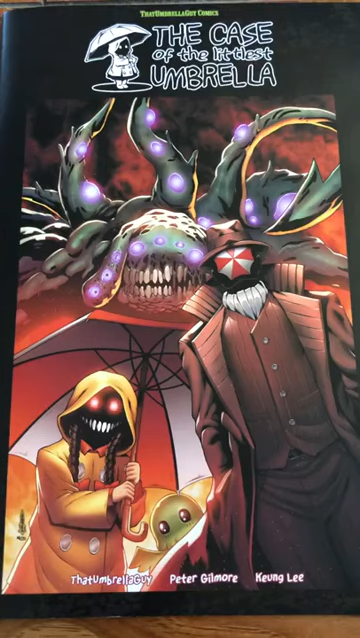 ThatUmbrellaGuy Comics
THE CASE
of the littlest
UMBRELLA
ThatUmbrellaGuy Peter Gilmore Keung Lee